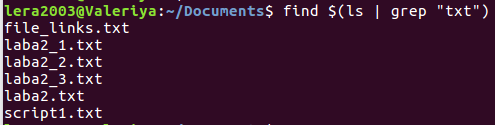 lera2003@Valeriya:~/Documents$ find $(ls | grep "txt")
file_links.txt
laba2_1.txt
laba2_2.txt
laba2_3.txt
laba2.txt
script1.txt